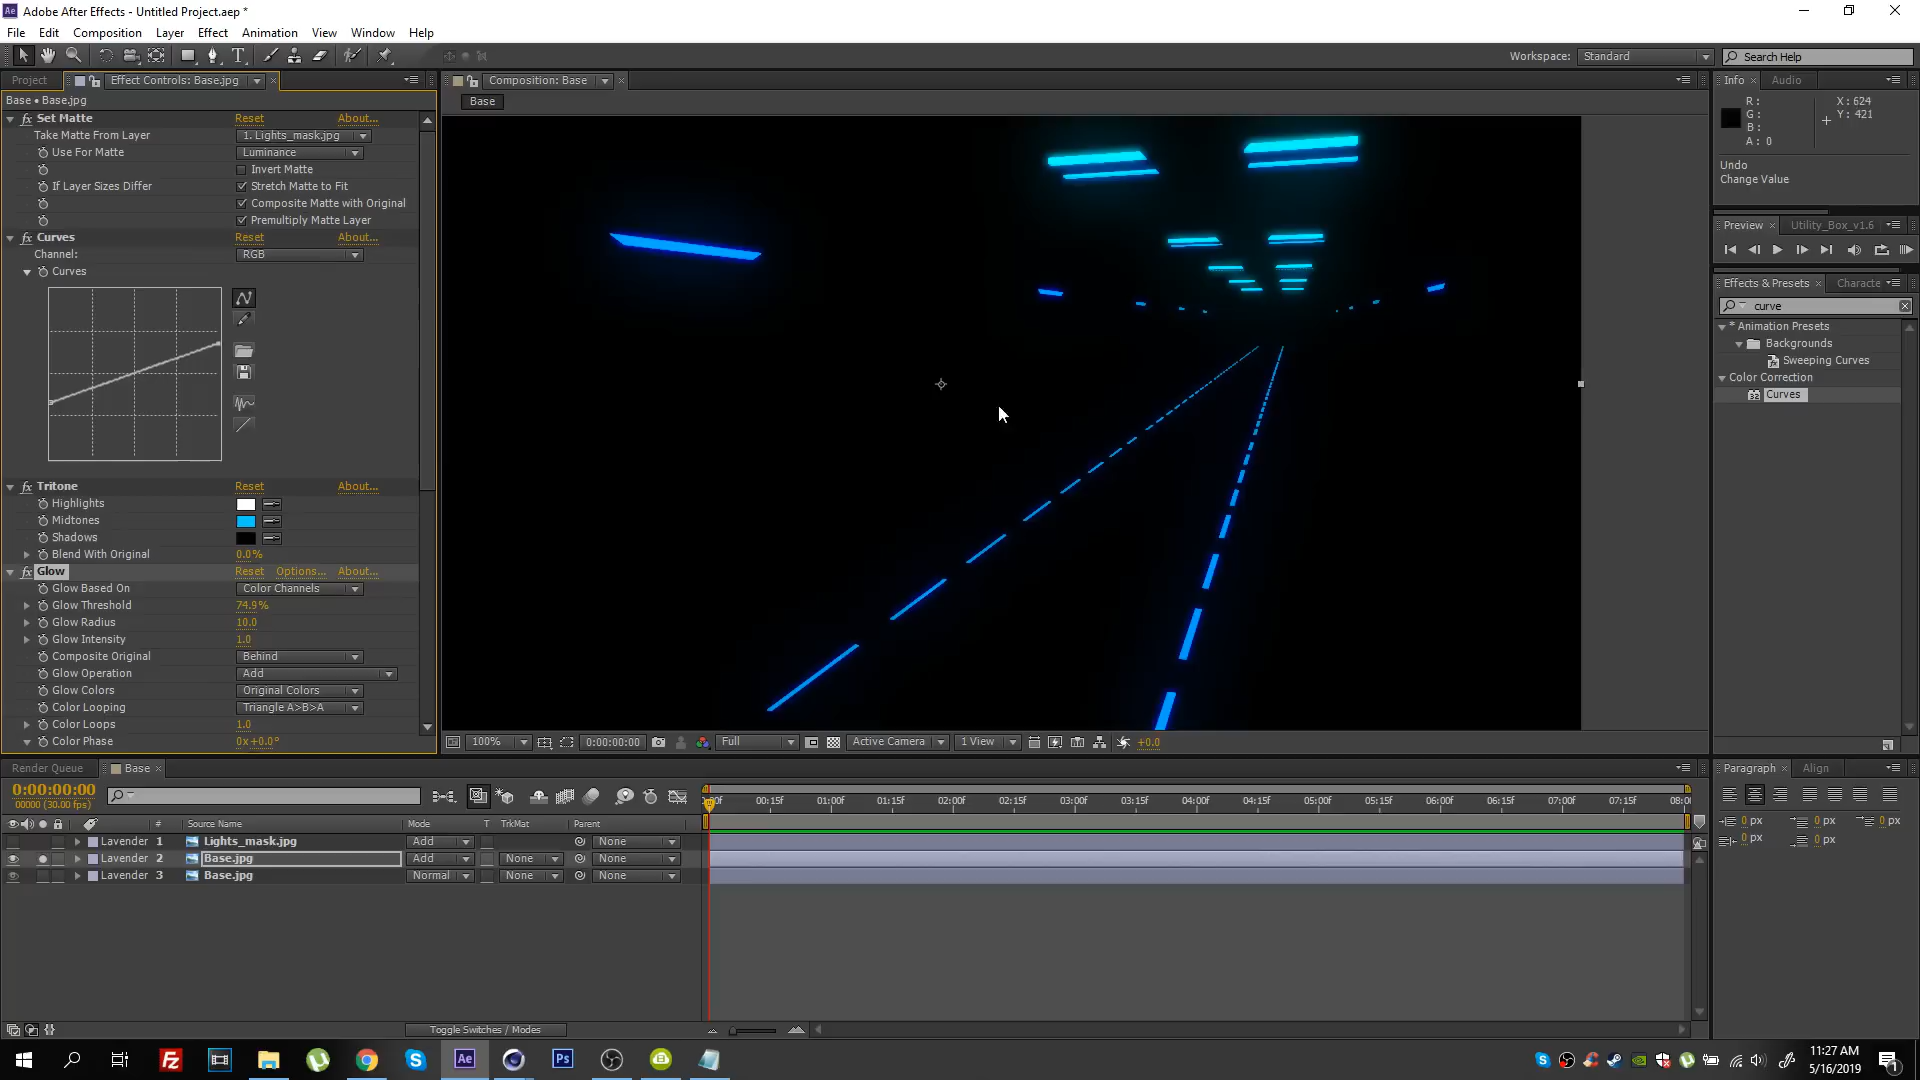 Adobe After Effects - Untitled Project.aep *
File Edit Composition Layer Effect Animation View Window Help
Workspace: Standard Search Help
Project Effect Controls: Base.jpg Composition: Base Info Audio
Base • Base.jpg
Base
Set Matte Reset About...
Take Matte From Layer 1. Lights_mask.jpg
Use For Matte Luminance
Invert Matte
If Layer Sizes Differ Stretch Matte to Fit
Composite Matte with Original
Premultiply Matte Layer
Curves Reset About...
Channel: RGB
Curves
Tritone Reset About...
Highlights
Midtones
Shadows
Blend With Original 0.0%
Glow Reset Options... About...
Glow Based On Color Channels
Glow Threshold 74.9%
Glow Radius 10.0
Glow Intensity 1.0
Composite Original Behind
Glow Operation Add
Glow Colors Original Colors
Color Looping Triangle A>B>A
Color Loops 1.0
Color Phase 0x+0.0°
100% 0:00:00:00 Full Active Camera 1 View +0.0
R: X: 624
G: Y: 421
B:
A: 0
Undo
Change Value
Preview Utility_Box_v1.6
Effects & Presets Characte
curve
* Animation Presets
Backgrounds
Sweeping Curves
Color Correction
32 Curves
Render Queue Base
0:00:00:00
00000 (30.00 fps)
00:15f 01:00f 01:15f 02:00f 02:15f 03:00f 03:15f 04:00f 04:15f 05:00f 05:15f 06:00f 06:15f 07:00f 07:15f 08:0
# Source Name Mode T TrkMat Parent
Lavender 1 Lights_mask.jpg Add None
Lavender 2 Base.jpg Add None None
Lavender 3 Base.jpg Normal None None
Toggle Switches / Modes
Paragraph Align
0 px 0 px 0 px
0 px 0 px
11:27 AM
5/16/2019